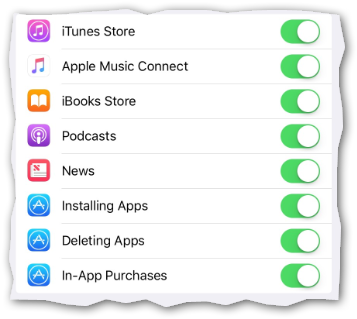 iTunes Store
Apple Music Connect
iBooks Store
Podcasts
News
Installing Apps
Deleting Apps
In-App Purchases